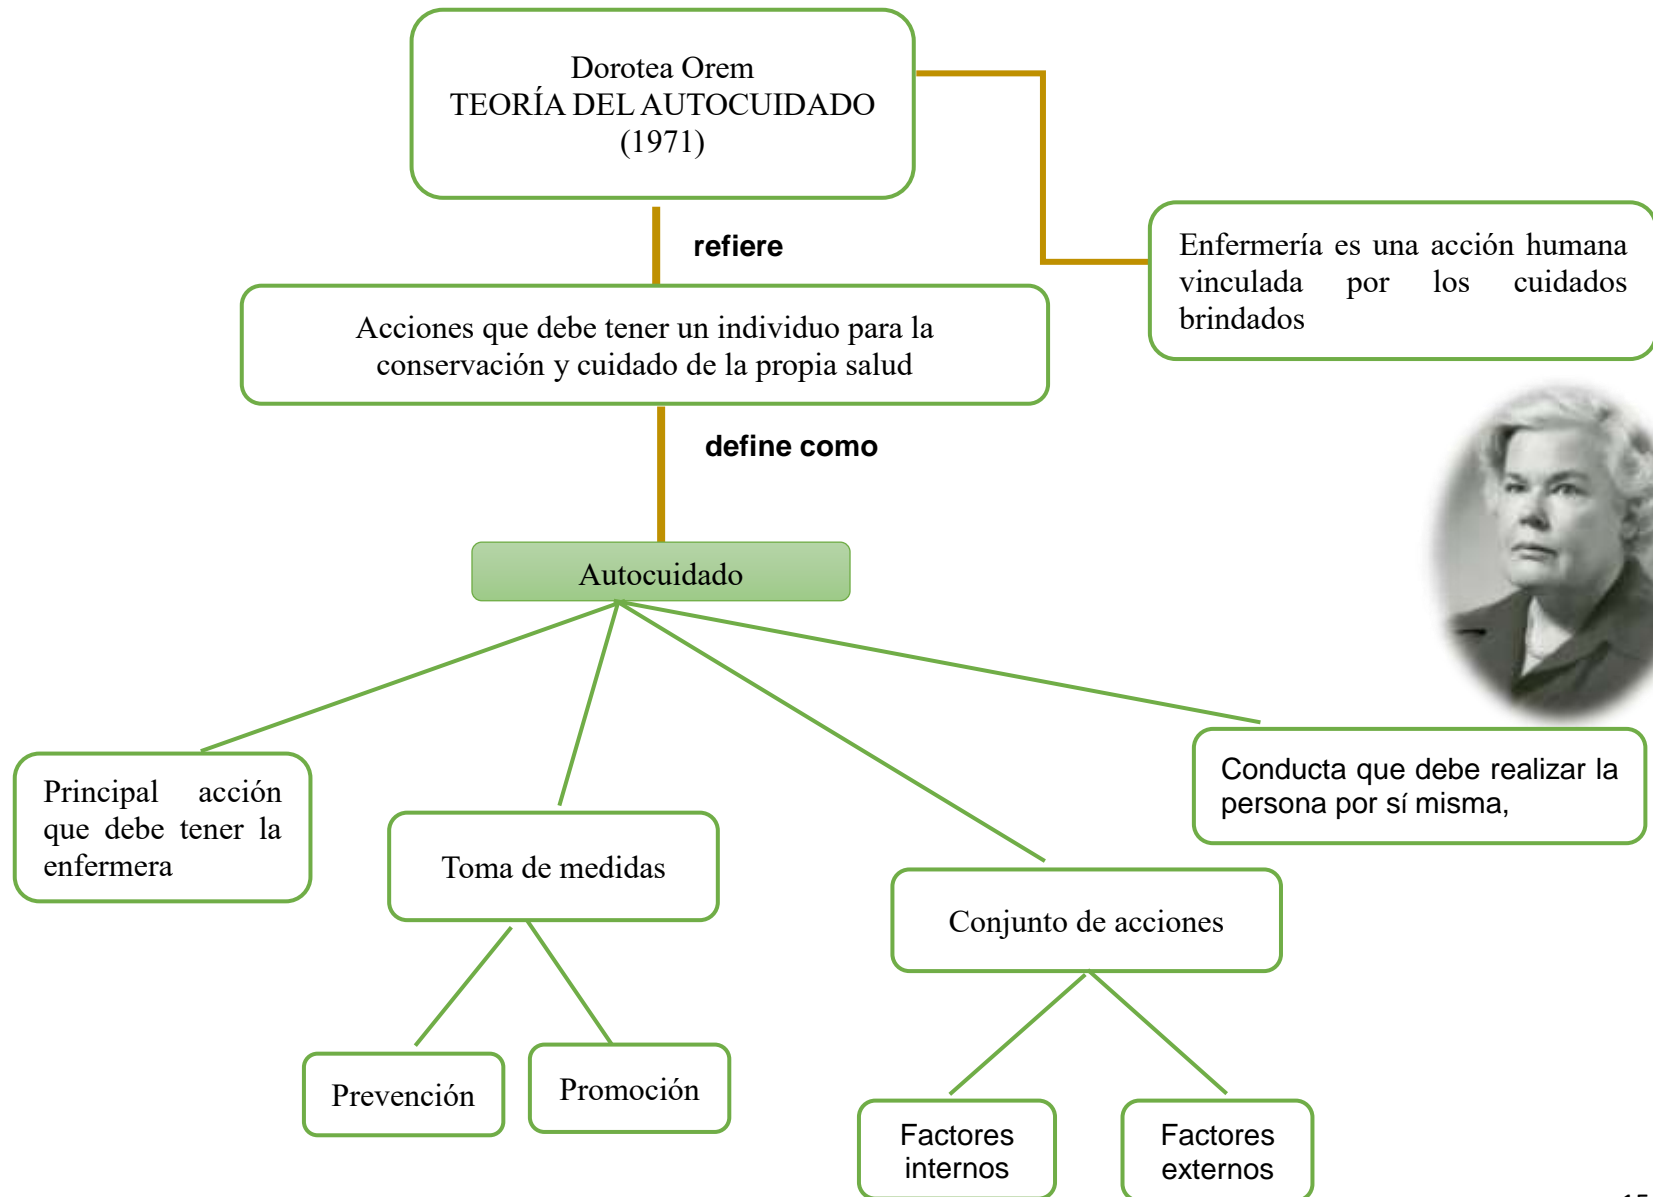 Dorotea Orem
TEORÍA DEL AUTOCUIDADO
(1971)
refiere
Enfermería es una acción humana
vinculada por los cuidados
brindados
Acciones que debe tener un individuo para la
conservación y cuidado de la propia salud
define como
Autocuidado
Principal acción
que debe tener la
enfermera
Toma de medidas
Conjunto de acciones
Conducta que debe realizar la
persona por sí misma,
Prevención
Promoción
Factores
internos
Factores
externos